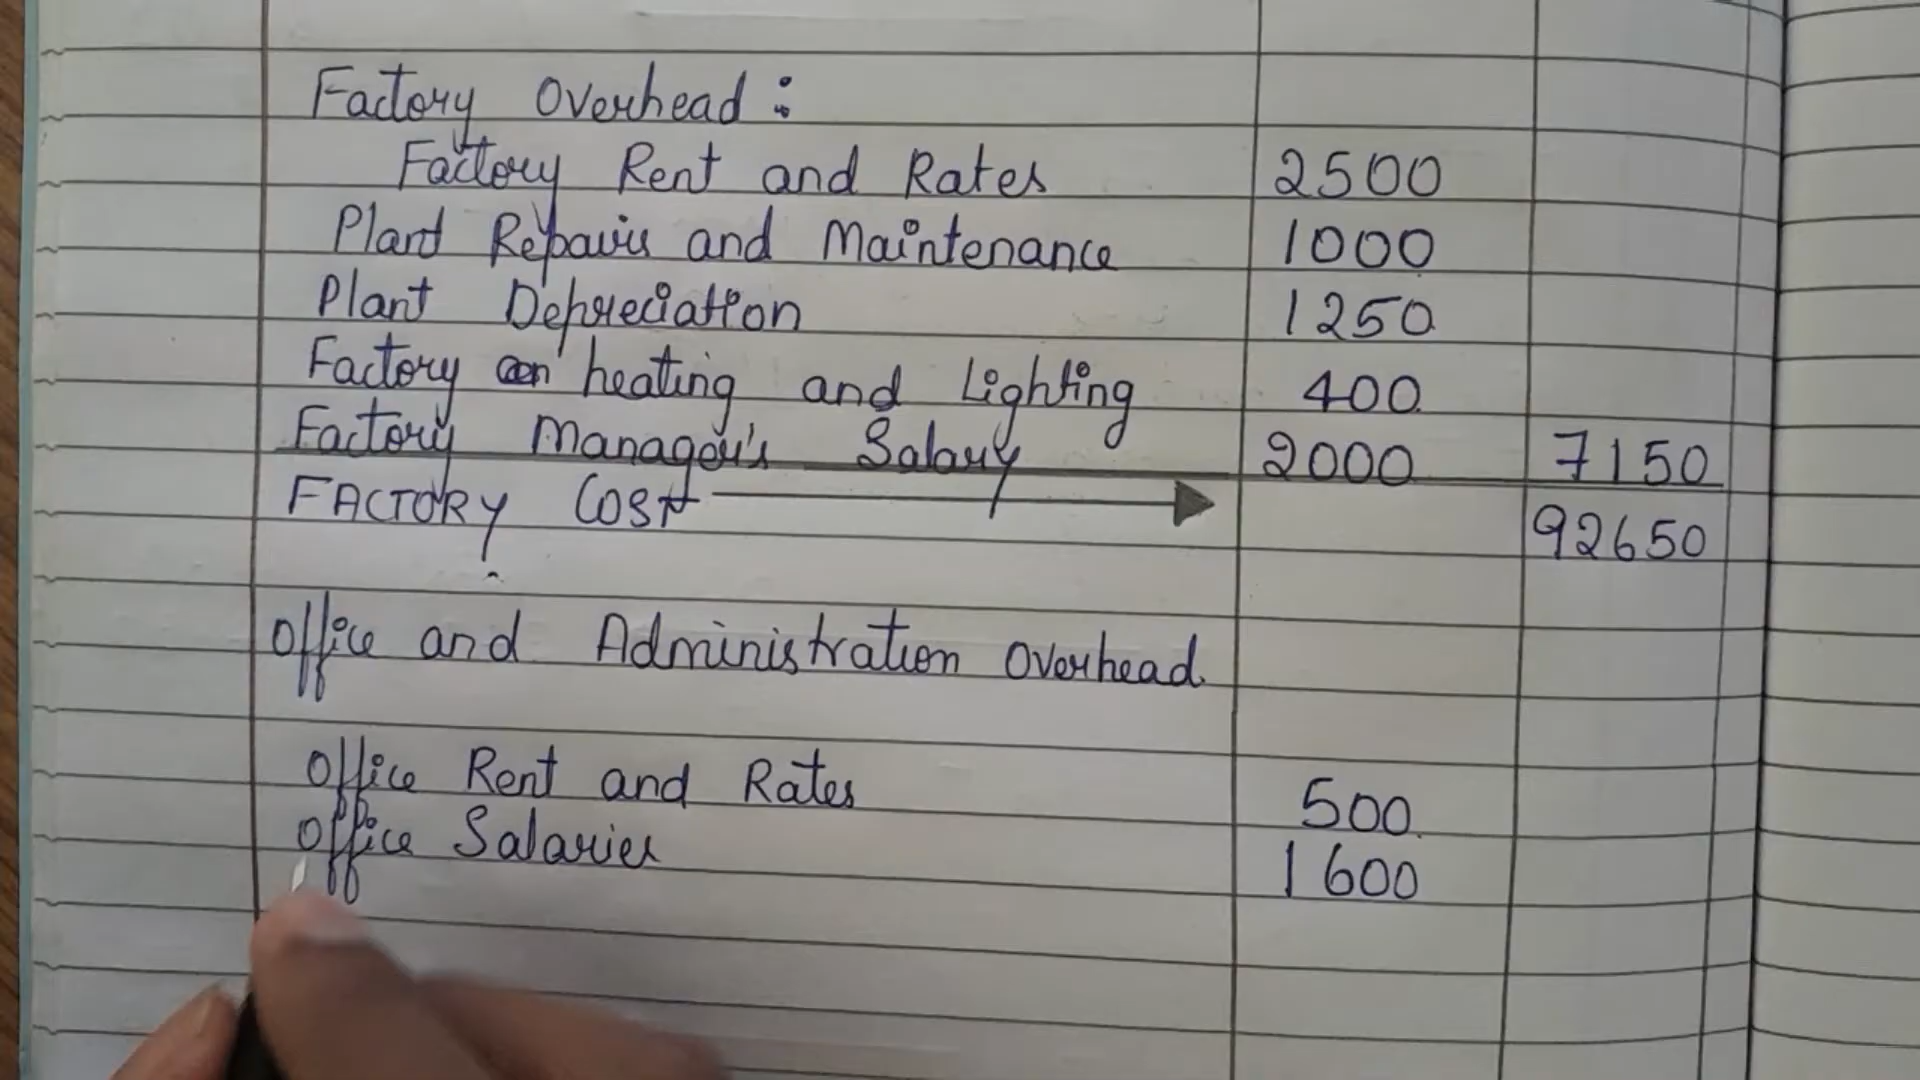 Factory Overhead :
Factory Rent and Rates 2500
Plant Repairs and Maintenance 1000
Plant Depreciation 1250
Factory heating and Lighting 400
Factory Manager's Salary 2000 7150
FACTORY Cost 92650
Office and Administration Overhead.
Office Rent and Rates 500
Office Salaries 1600